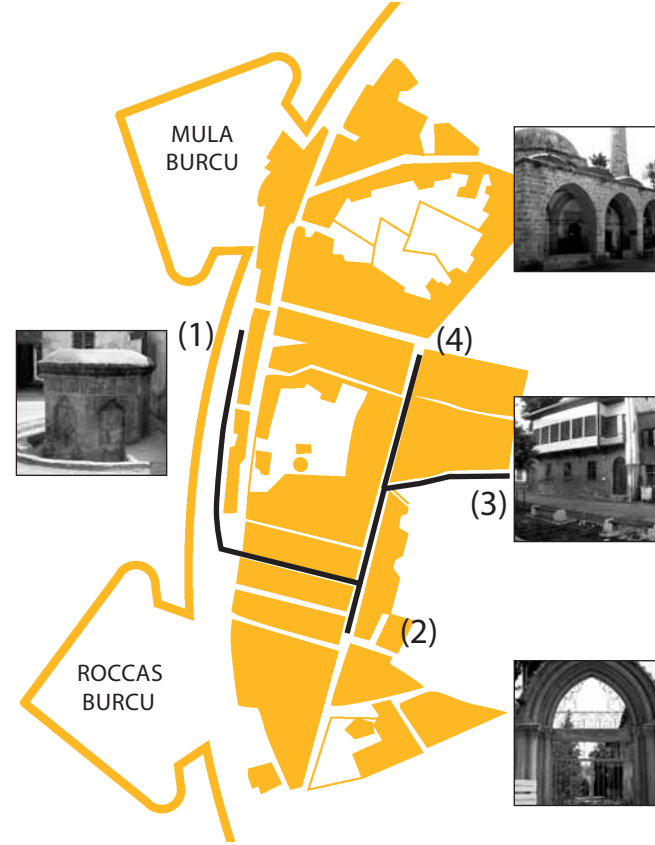 MULA
BURCU
(1)
(4)
(3)
(2)
ROCCAS
BURCU